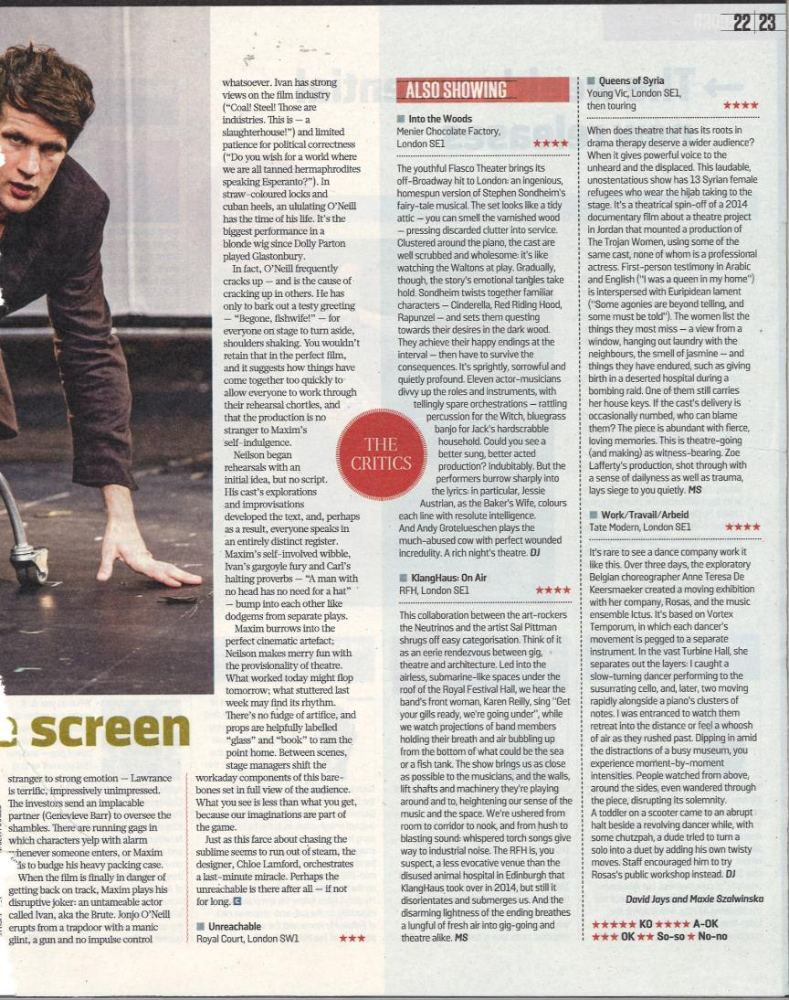 22 23
screen
stranger to strong emotion — Lawrance
is terrific, impressively unimpressed.
The investors send an implacable
partner (Genevieve Barr) to oversee the
shambles. There are running gags in
which characters yelp with alarm
whenever someone enters, or Maxim
is to budge his heavy packing case.
When the film is finally in danger of
getting back on track, Maxim plays his
disruptive joker: an untameable actor
called Ivan, aka the Brute. Jonjo O'Neill
erupts from a trapdoor with a manic
glint, a gun and no impulse control
whatsoever. Ivan has strong
views on the film industry
("Coal! Steel! Those are
industries. This is — a
slaughterhouse!") and limited
patience for political correctness
("Do you wish for a world where
we are all tanned hermaphrodites
speaking Esperanto?"). In
straw-coloured locks and
cuban heels, an ululating O'Neill
has the time of his life. It's the
biggest performance in a
blonde wig since Dolly Parton
played Glastonbury.
In fact, O'Neill frequently
cracks up — and is the cause of
cracking up in others. He has
only to bark out a testy greeting
— "Begone, fishwife!" — for
everyone on stage to turn aside,
shoulders shaking. You wouldn't
retain that in the perfect film,
and it suggests how things have
come together too quickly to
allow everyone to work through
their rehearsal chortles, and
that the production is no
stranger to Maxim's
self-indulgence.
Neilson began
rehearsals with an
initial idea, but no script.
His cast's explorations
and improvisations
developed the text, and, perhaps
as a result, everyone speaks in
an entirely distinct register.
Maxim's self-involved wibble,
Ivan's gargoyle fury and Carl's
halting proverbs — "A man with
no head has no need for a hat"
— bump into each other like
dodgems from separate plays.
Maxim burrows into the
perfect cinematic artefact;
Neilson makes merry fun with
the provisionality of theatre.
What worked today might flop
tomorrow; what stuttered last
week may find its rhythm.
There's no fudge of artifice, and
props are helpfully labelled
"glass" and "book" to ram the
point home. Between scenes,
stage managers shift the
workaday components of this bare-
bones set in full view of the audience.
What you see is less than what you get,
because our imaginations are part of
the game.
Just as this farce about chasing the
sublime seems to run out of steam, the
designer, Chloe Lamford, orchestrates
a last-minute miracle. Perhaps the
unreachable is there after all — if not
for long. C
Unreachable
Royal Court, London SW1 ★★★
THE
CRITICS
ALSO SHOWING
Into the Woods
Menier Chocolate Factory,
London SE1 ★★★★
The youthful Fiasco Theater brings its
off-Broadway hit to London: an ingenious,
homespun version of Stephen Sondheim's
fairy-tale musical. The set looks like a tidy
attic — you can smell the varnished wood
— pressing discarded clutter into service.
Clustered around the piano, the cast are
well scrubbed and wholesome: it's like
watching the Waltons at play. Gradually,
though, the story's emotional tangles take
hold. Sondheim twists together familiar
characters — Cinderella, Red Riding Hood,
Rapunzel — and sets them questing
towards their desires in the dark wood.
They achieve their happy endings at the
interval — then have to survive the
consequences. It's sprightly, sorrowful and
quietly profound. Eleven actor-musicians
divvy up the roles and instruments, with
tellingly spare orchestrations — rattling
percussion for the Witch, bluegrass
banjo for Jack's hardscrabble
household. Could you see a
better sung, better acted
production? Indubitably. But the
performers burrow sharply into
the lyrics: in particular, Jessie
Austrian, as the Baker's Wife, colours
each line with resolute intelligence.
And Andy Grotelueschen plays the
much-abused cow with perfect wounded
incredulity. A rich night's theatre. DJ
KlangHaus: On Air
RFH, London SE1 ★★★★
This collaboration between the art-rockers
the Neutrinos and the artist Sal Pittman
shrugs off easy categorisation. Think of it
as an eerie rendezvous between gig,
theatre and architecture. Led into the
airless, submarine-like spaces under the
roof of the Royal Festival Hall, we hear the
band's front woman, Karen Reilly, sing "Get
your gills ready, we're going under", while
we watch projections of band members
holding their breath and air bubbling up
from the bottom of what could be the sea
or a fish tank. The show brings us as close
as possible to the musicians, and the walls,
lift shafts and machinery they're playing
around and to, heightening our sense of the
music and the space. We're ushered from
room to corridor to nook, and from hush to
blasting sound: whispered torch songs give
way to industrial noise. The RFH is, you
suspect, a less evocative venue than the
disused animal hospital in Edinburgh that
KlangHaus took over in 2014, but still it
disorientates and submerges us. And the
disarming lightness of the ending breathes
a lungful of fresh air into gig-going and
theatre alike. MS
Queens of Syria
Young Vic, London SE1,
then touring ★★★★
When does theatre that has its roots in
drama therapy deserve a wider audience?
When it gives powerful voice to the
unheard and the displaced. This laudable,
unostentatious show has 13 Syrian female
refugees who wear the hijab taking to the
stage. It's a theatrical spin-off of a 2014
documentary film about a theatre project
in Jordan that mounted a production of
The Trojan Women, using some of the
same cast, none of whom is a professional
actress. First-person testimony in Arabic
and English ("I was a queen in my home")
is interspersed with Euripidean lament
("Some agonies are beyond telling, and
some must be told"). The women list the
things they most miss — a view from a
window, hanging out laundry with the
neighbours, the smell of jasmine — and
things they have endured, such as giving
birth in a deserted hospital during a
bombing raid. One of them still carries
her house keys. If the cast's delivery is
occasionally numbed, who can blame
them? The piece is abundant with fierce,
loving memories. This is theatre-going
(and making) as witness-bearing. Zoe
Lafferty's production, shot through with
a sense of dailyness as well as trauma,
lays siege to you quietly. MS
Work/Travail/Arbeid
Tate Modern, London SE1 ★★★★
It's rare to see a dance company work it
like this. Over three days, the exploratory
Belgian choreographer Anne Teresa De
Keersmaeker created a moving exhibition
with her company, Rosas, and the music
ensemble Ictus. It's based on Vortex
Temporum, in which each dancer's
movement is pegged to a separate
instrument. In the vast Turbine Hall, she
separates out the layers: I caught a
slow-turning dancer performing to the
susurrating cello, and, later, two moving
rapidly alongside a piano's clusters of
notes. I was entranced to watch them
retreat into the distance or feel a whoosh
of air as they rushed past. Dipping in amid
the distractions of a busy museum, you
experience moment-by-moment
intensities. People watched from above,
around the sides, even wandered through
the piece, disrupting its solemnity.
A toddler on a scooter came to an abrupt
halt beside a revolving dancer while, with
some chutzpah, a dude tried to turn a
solo into a duet by adding his own twisty
moves. Staff encouraged him to try
Rosas's public workshop instead. DJ
David Jays and Maxie Szalwinska
★★★★★ KO ★★★★ A-OK
★★★ OK ★★ So-so ★ No-no